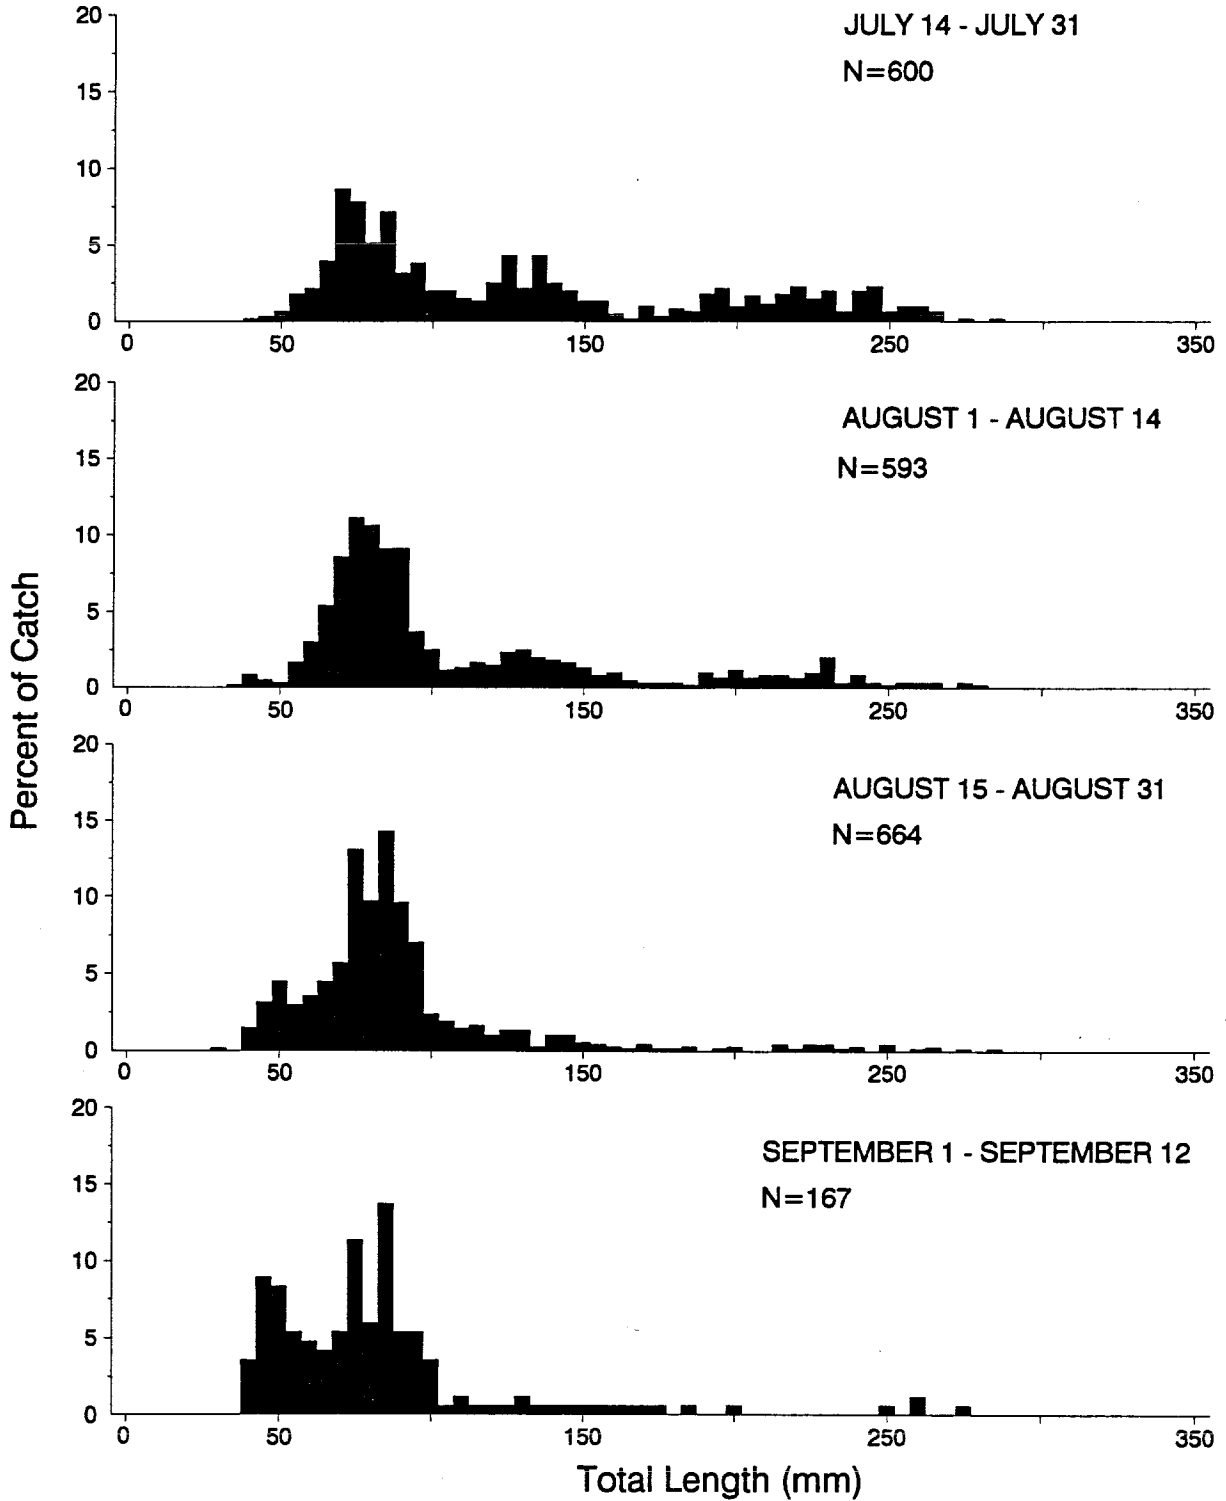 20
15
10
5
0
JULY 14 - JULY 31
N=600
0 50 150 250 350
20
15
10
5
0
AUGUST 1 - AUGUST 14
N=593
0 50 150 250 350
Percent of Catch
20
15
10
5
0
AUGUST 15 - AUGUST 31
N=664
0 50 150 250 350
20
15
10
5
0
SEPTEMBER 1 - SEPTEMBER 12
N=167
0 50 150 250 350
Total Length (mm)